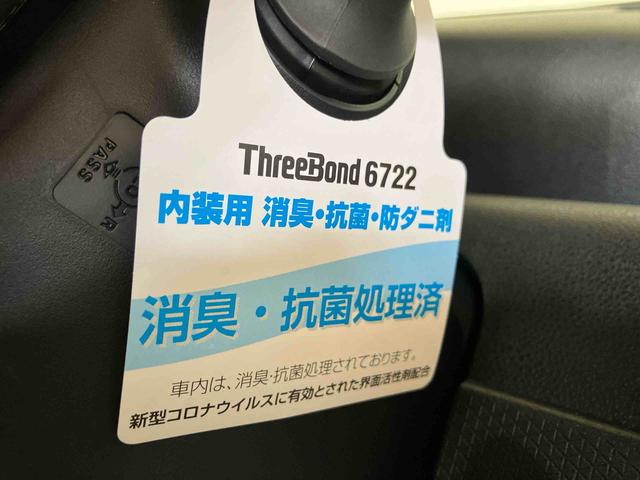 ThreeBond 6722
内装用 消臭・抗菌・防ダニ剤
消臭・抗菌処理済
車内は、消臭・抗菌処理されております。
新型コロナウイルスに有効とされた界面活性剤配合
PASS